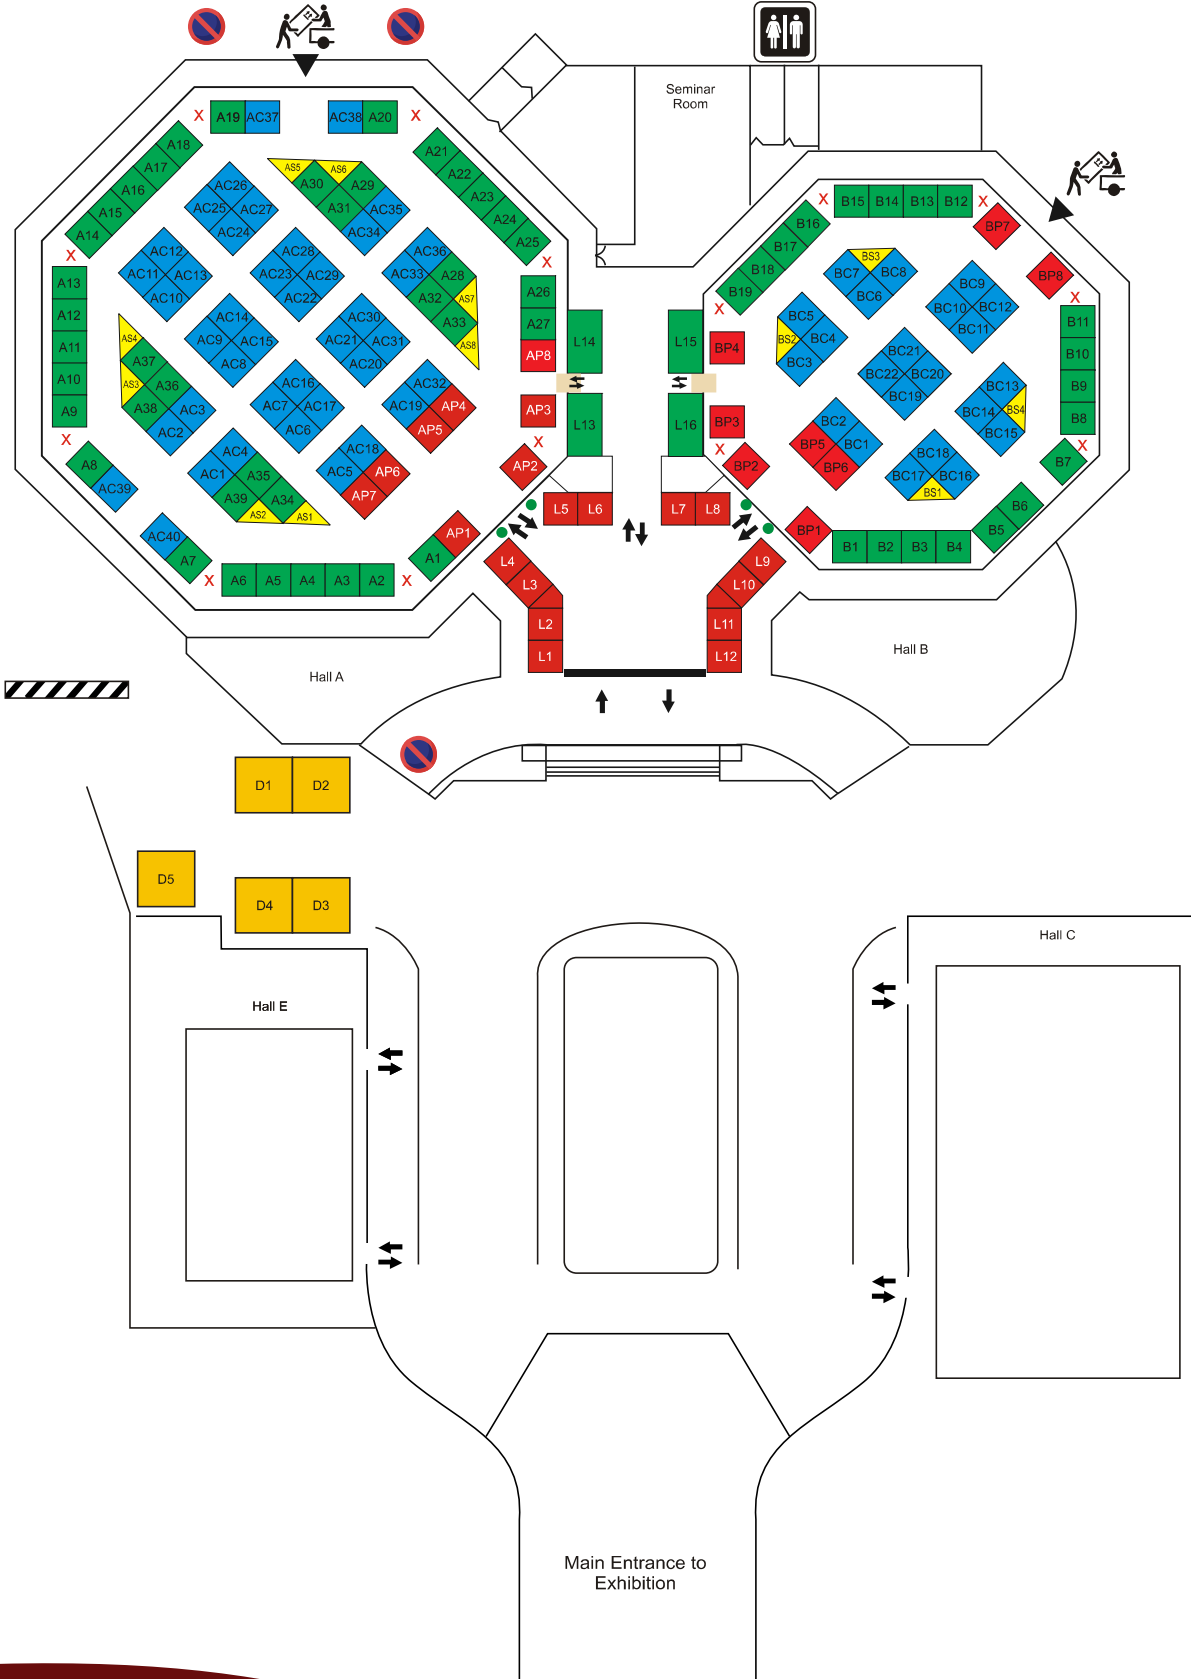 Seminar
Room
X
A19
AC37
AC38
A20
X
A18
A17
A16
A15
A14
X
A21
A22
A23
A24
A25
X
AS5
AS6
A30
A29
A31
AC35
AC34
AC26
AC25
AC27
AC24
AC12
AC11
AC13
AC10
AC28
AC23
AC29
AC22
AC36
AC33
A28
A32
AS7
A33
AS8
A13
A12
A11
A10
A9
X
AC14
AC9
AC15
AC8
AC30
AC21
AC31
AC20
AS4
A37
AS3
A36
A38
AC3
AC2
AC16
AC7
AC17
AC6
AC32
AC19
AP4
AP5
A26
A27
AP8
AP3
X
AP2
AC4
AC1
A35
A39
A34
AS2
AS1
AC18
AC5
AP6
AP7
A8
AC39
AC40
A7
X
A6
A5
A4
A3
A2
X
A1
AP1
L14
L15
L13
L16
L5
L6
L7
L8
L4
L3
L2
L1
L9
L10
L11
L12
X
B15
B14
B13
B12
X
BP7
BP8
X
B16
B17
B18
B19
X
BP4
BP3
X
BP2
BP1
BS3
BC7
BC8
BC6
BC9
BC10
BC12
BC11
BC5
BS2
BC4
BC3
BC21
BC22
BC20
BC19
BC13
BC14
BS4
BC15
BC2
BP5
BC1
BP6
BC18
BC17
BC16
BS1
B11
B10
B9
B8
X
B7
B6
B5
B1
B2
B3
B4
Hall A
Hall B
D1
D2
D5
D4
D3
Hall C
Hall E
Main Entrance to
Exhibition